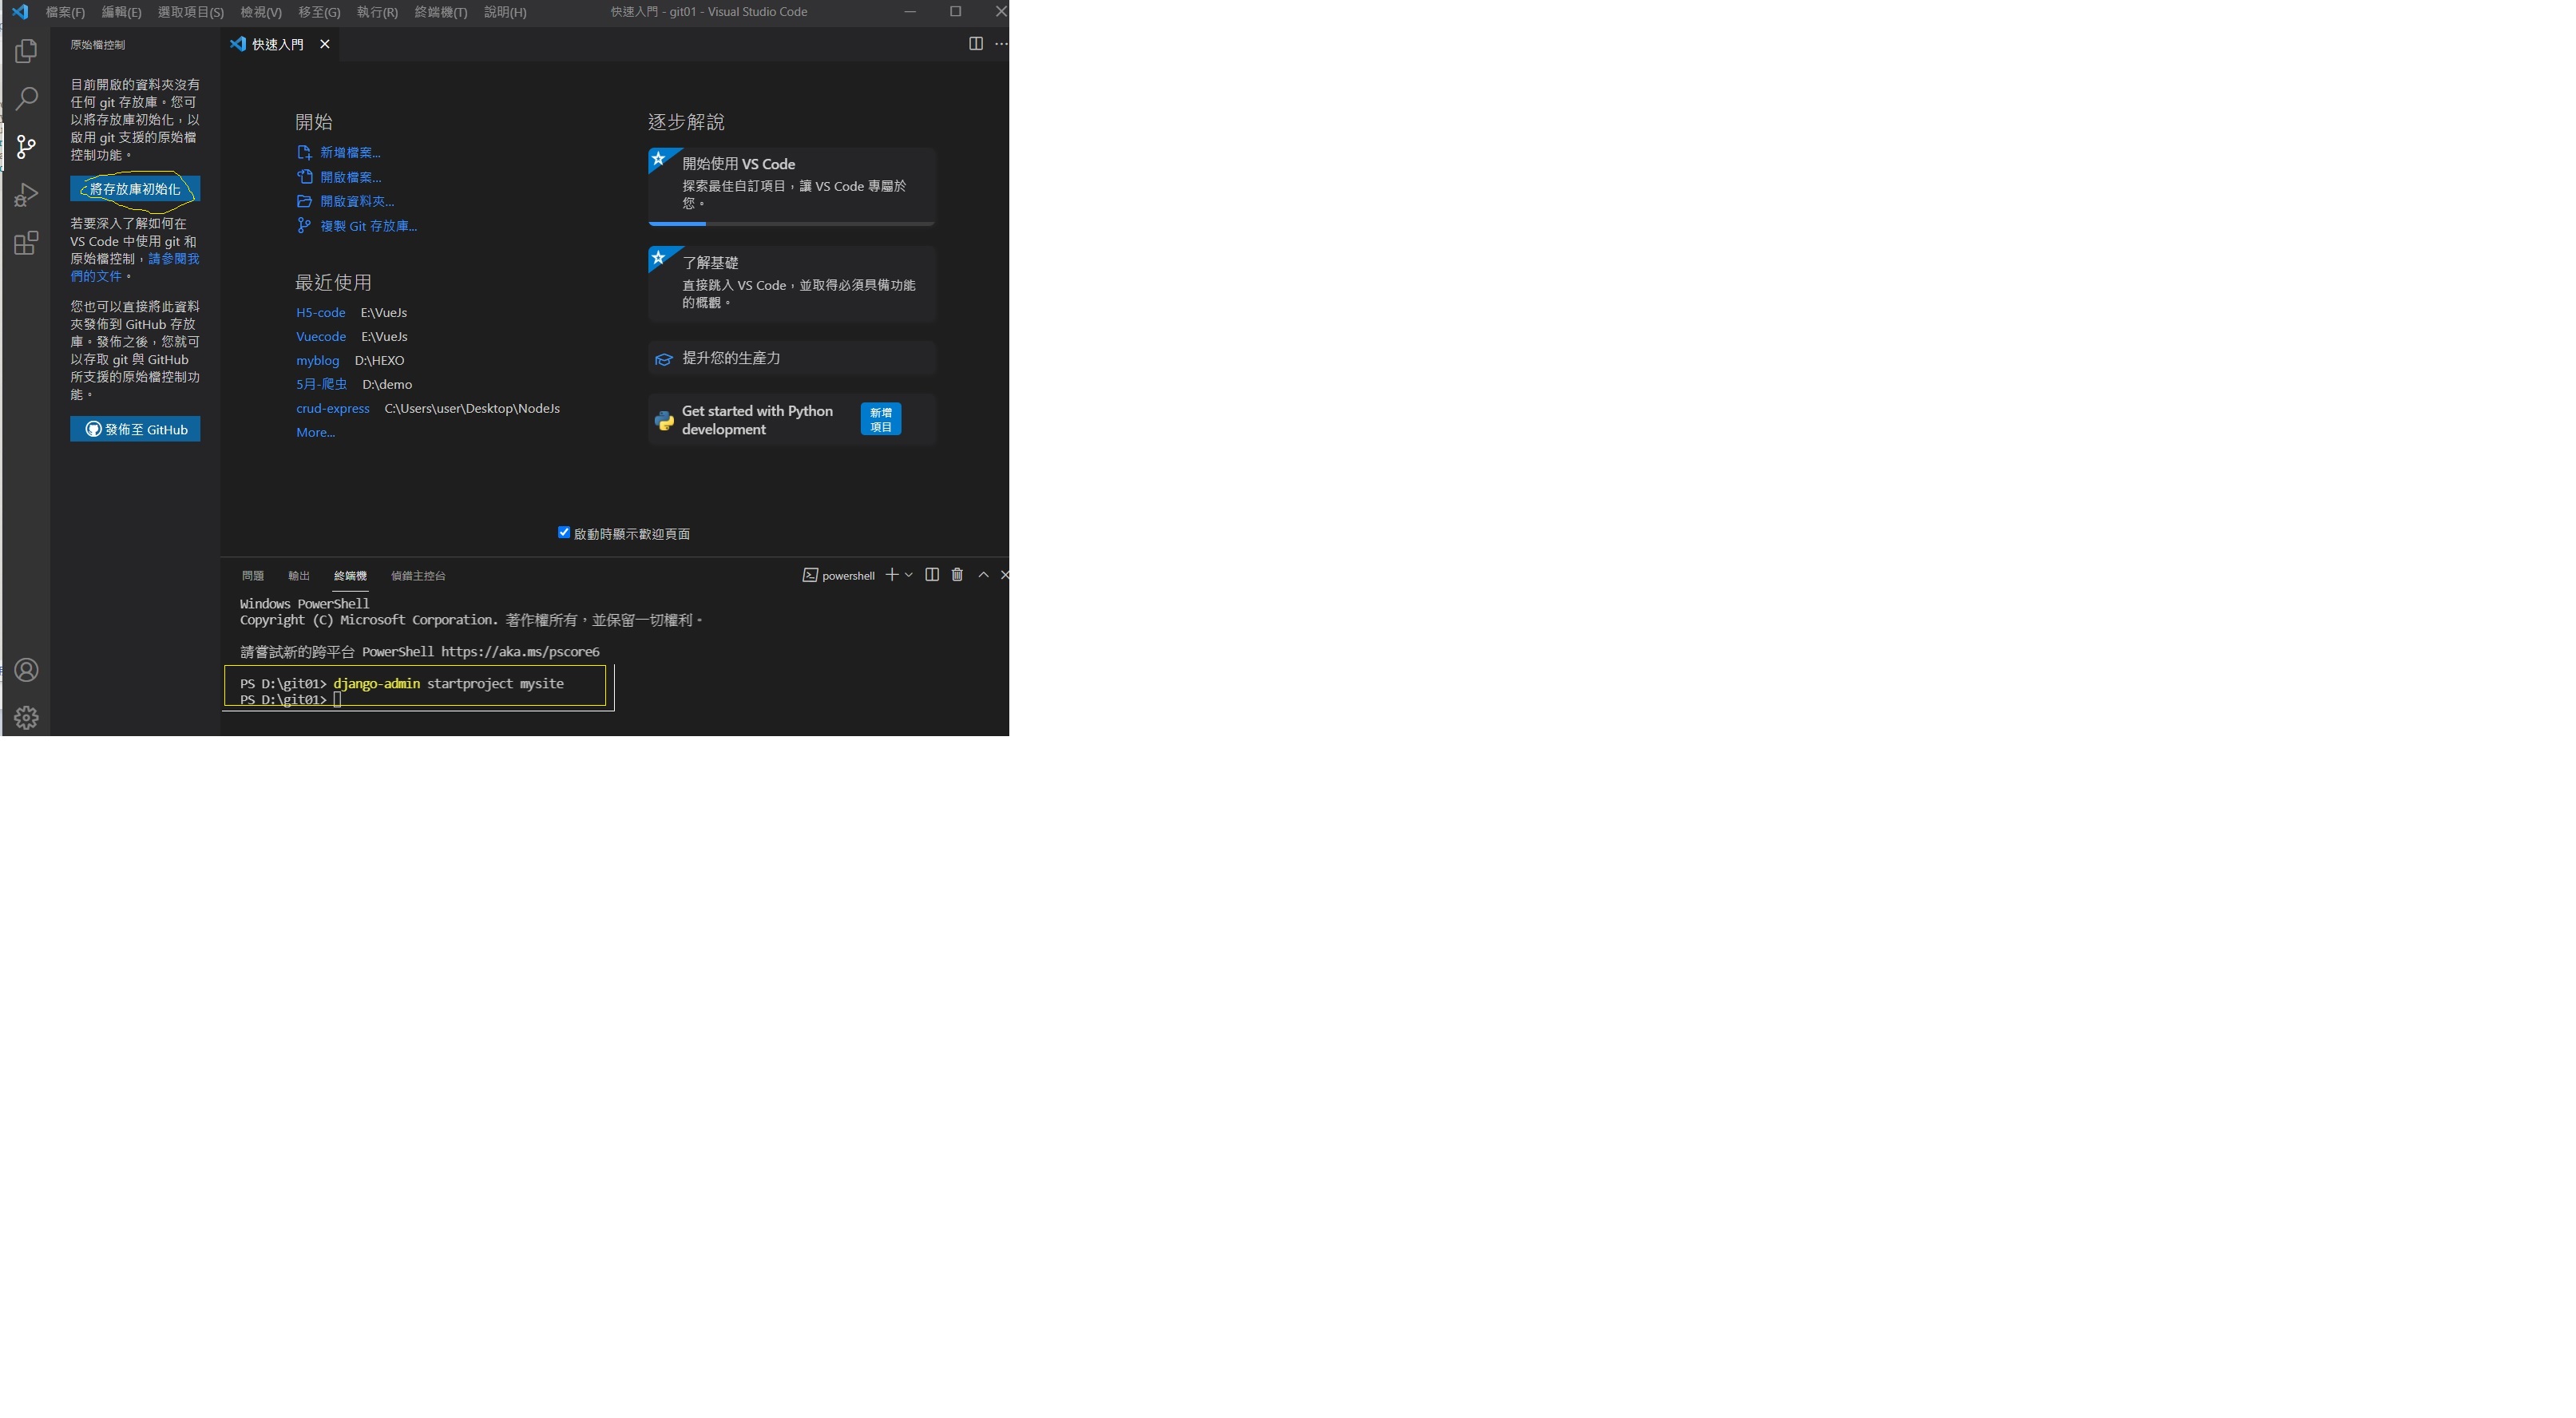 檔案(F) 編輯(E) 選取項目(S) 檢視(V) 移至(G) 執行(R) 終端機(T) 說明(H) 快速入門 - git01 - Visual Studio Code
原始檔控制
目前開啟的資料夾沒有
任何 git 存放庫。您可
以將存放庫初始化，以
啟用 git 支援的原始檔
控制功能。
將存放庫初始化
若要深入了解如何在
VS Code 中使用 git 和
原始檔控制，請參閱我
們的文件。
您也可以直接將此資料
夾發佈到 GitHub 存放
庫。發佈之後，您就可
以存取 git 與 GitHub
所支援的原始檔控制功
能。
發佈至 GitHub
快速入門
開始
新增檔案...
開啟檔案...
開啟資料夾...
複製 Git 存放庫...
最近使用
H5-code E:\VueJs
Vuecode E:\VueJs
myblog D:\HEXO
5月-爬虫 D:\demo
crud-express C:\Users\user\Desktop\NodeJs
More...
逐步解說
開始使用 VS Code
探索最佳自訂項目，讓 VS Code 專屬於
您。
了解基礎
直接跳入 VS Code，並取得必須具備功能
的概觀。
提升您的生產力
Get started with Python
development
新增
項目
啟動時顯示歡迎頁面
問題 輸出 終端機 偵錯主控台 powershell
Windows PowerShell
Copyright (C) Microsoft Corporation. 著作權所有，並保留一切權利。
請嘗試新的跨平台 PowerShell https://aka.ms/pscore6
PS D:\git01> django-admin startproject mysite
PS D:\git01>